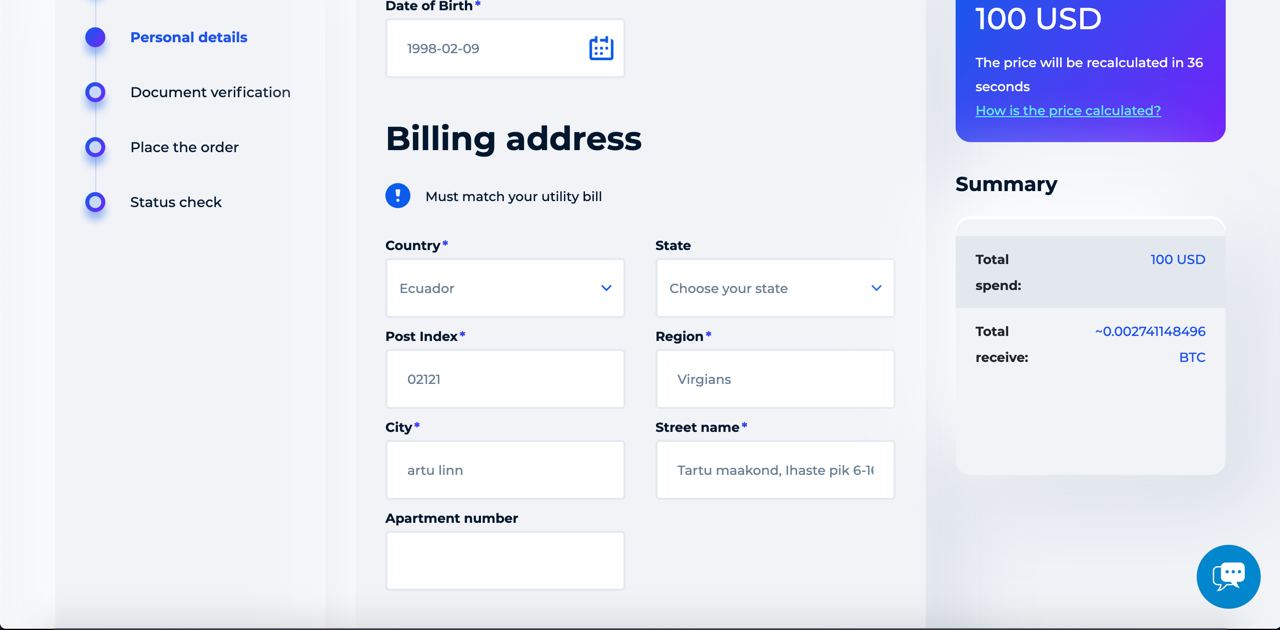 Personal details
Document verification
Place the order
Status check
Date of Birth*
1998-02-09
Billing address
! Must match your utility bill
Country* State
Ecuador Choose your state
Post Index* Region*
02121 Virgians
City* Street name*
artu linn Tartu maakond, Ihaste pik 6-16
Apartment number
100 USD
The price will be recalculated in 36
seconds
How is the price calculated?
Summary
Total 100 USD
spend:
Total ~0.002741148496
receive: BTC